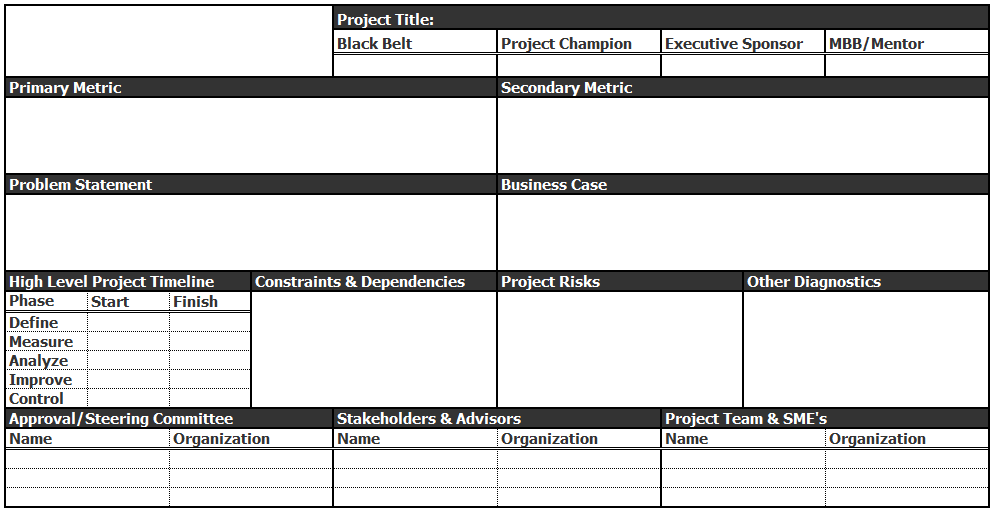 Project Title:
Black Belt Project Champion Executive Sponsor MBB/Mentor
Primary Metric Secondary Metric
Problem Statement Business Case
High Level Project Timeline Constraints & Dependencies Project Risks Other Diagnostics
Phase Start Finish
Define
Measure
Analyze
Improve
Control
Approval/Steering Committee Stakeholders & Advisors Project Team & SME's
Name Organization Name Organization Name Organization